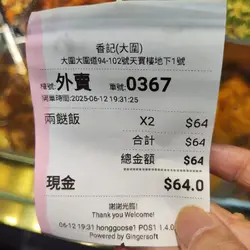 香記(大圍)
大圍大圍道94-102號天寶樓地下1號
檯號:外賣 單號:0367
開單時間:2025-06-12 19:31:25
兩餸飯 X2 $64
合計 $64
總金額 $64
現金 $64.0
謝謝光臨!
Thank you Welcome!
06-12 19:31 honggoose1 POS1 1.4.0
Powered by Gingersoft